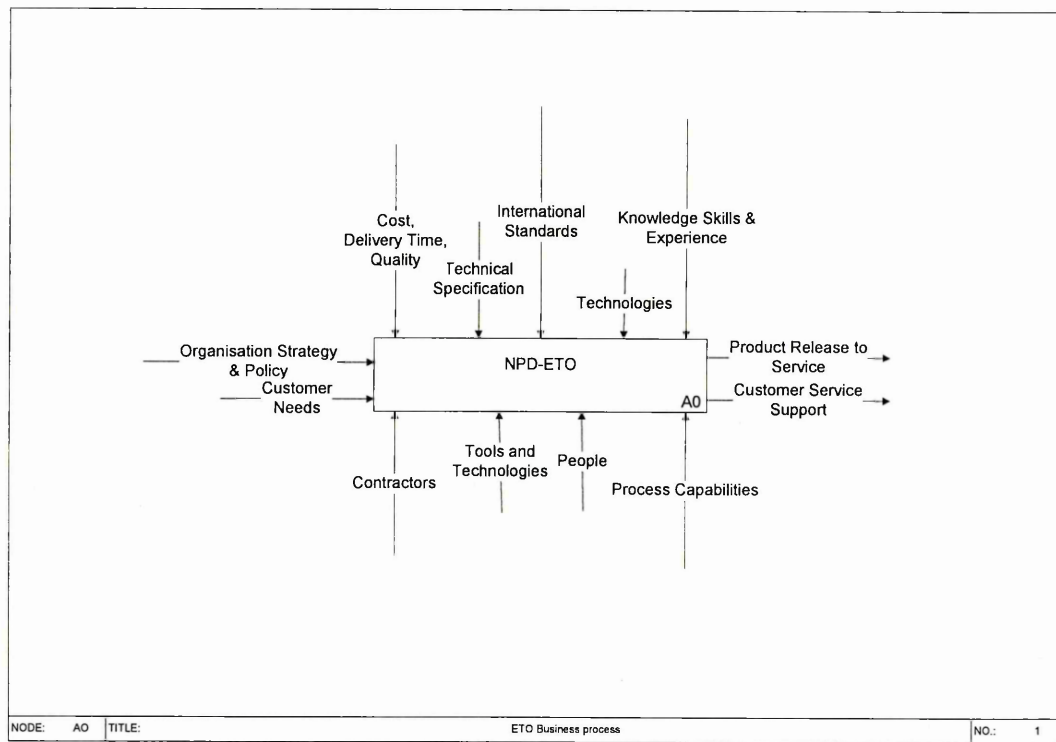 Cost,
Delivery Time,
Quality
Technical
Specification
International
Standards
Technologies
Knowledge Skills &
Experience
Organisation Strategy
& Policy
Customer
Needs
NPD-ETO
A0
Product Release to
Service
Customer Service
Support
Contractors
Tools and
Technologies
People
Process Capabilities
NODE: AO TITLE: ETO Business process NO.: 1